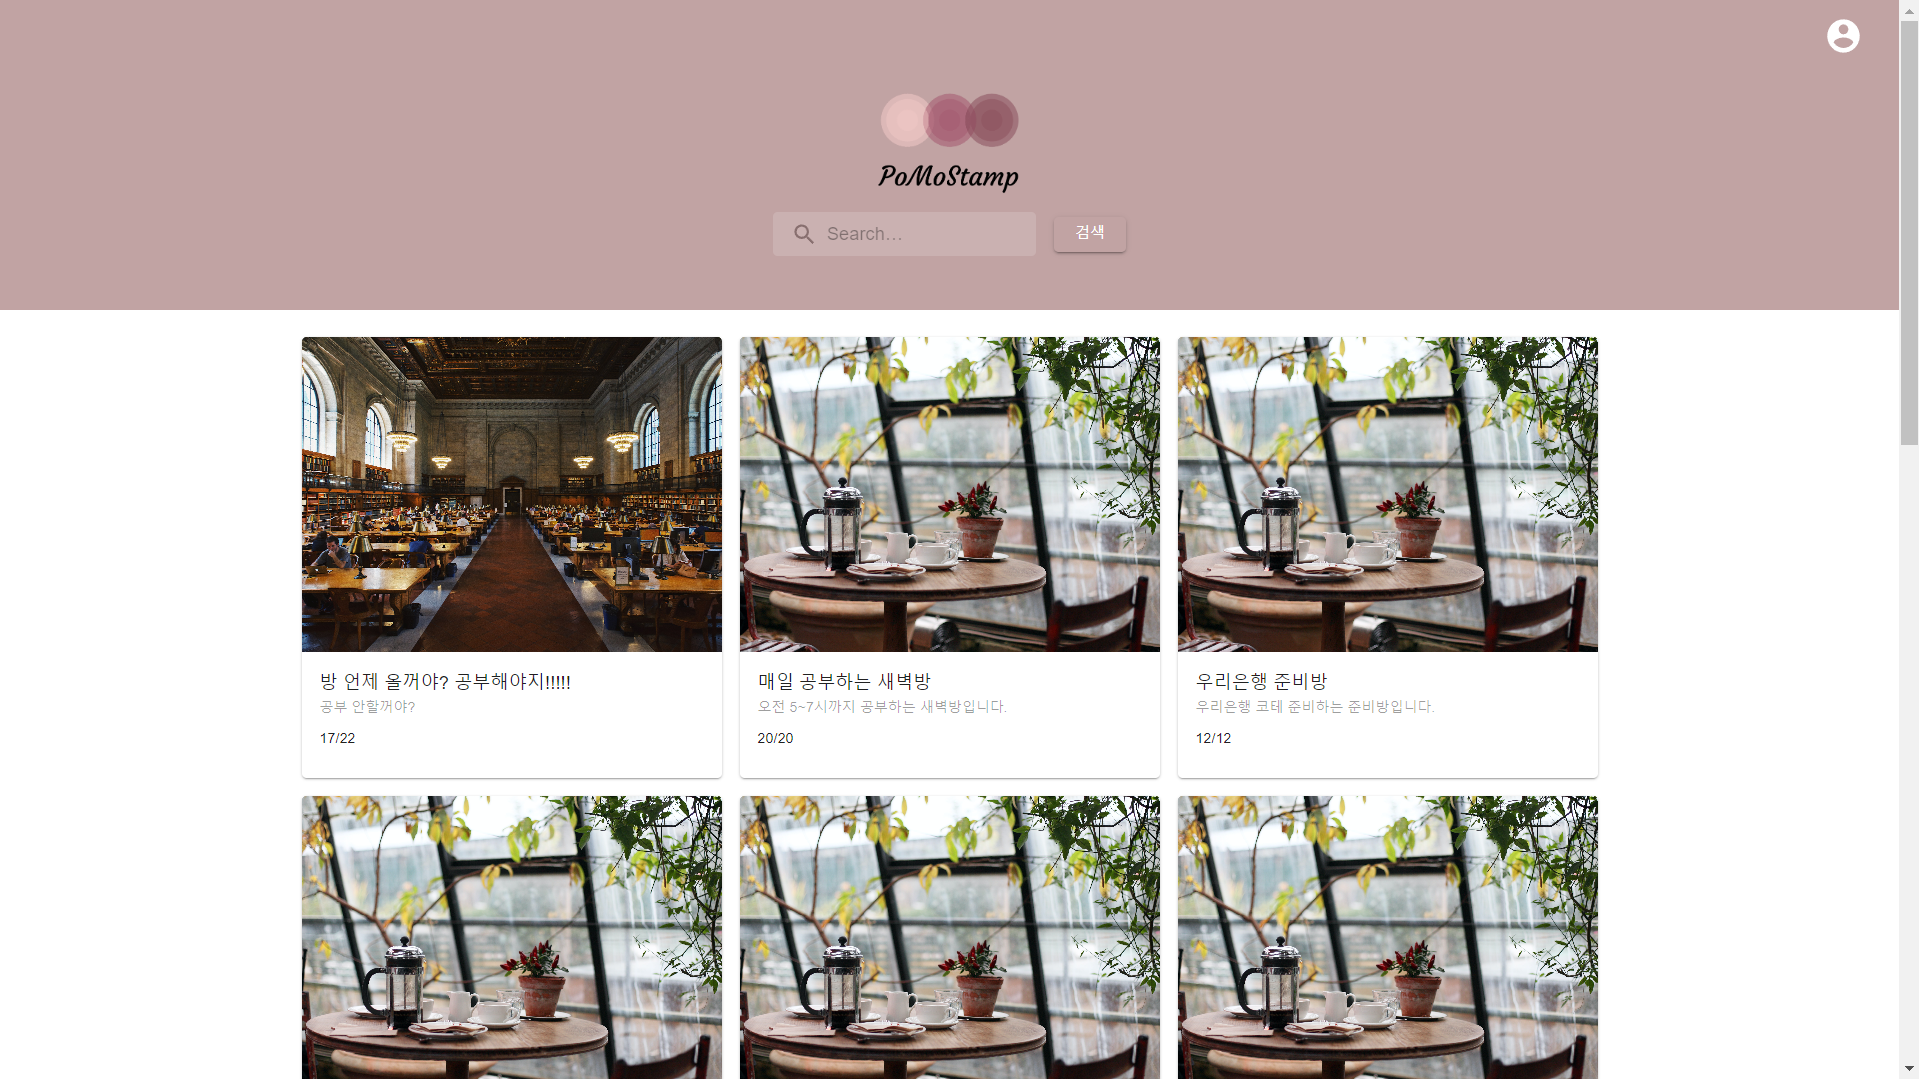 PoMoStamp
Search...
검색
방 언제 올꺼야? 공부해야지!!!!!
공부 안할꺼야?
17/22
매일 공부하는 새벽방
오전 5~7시까지 공부하는 새벽방입니다.
20/20
우리은행 준비방
우리은행 코테 준비하는 준비방입니다.
12/12